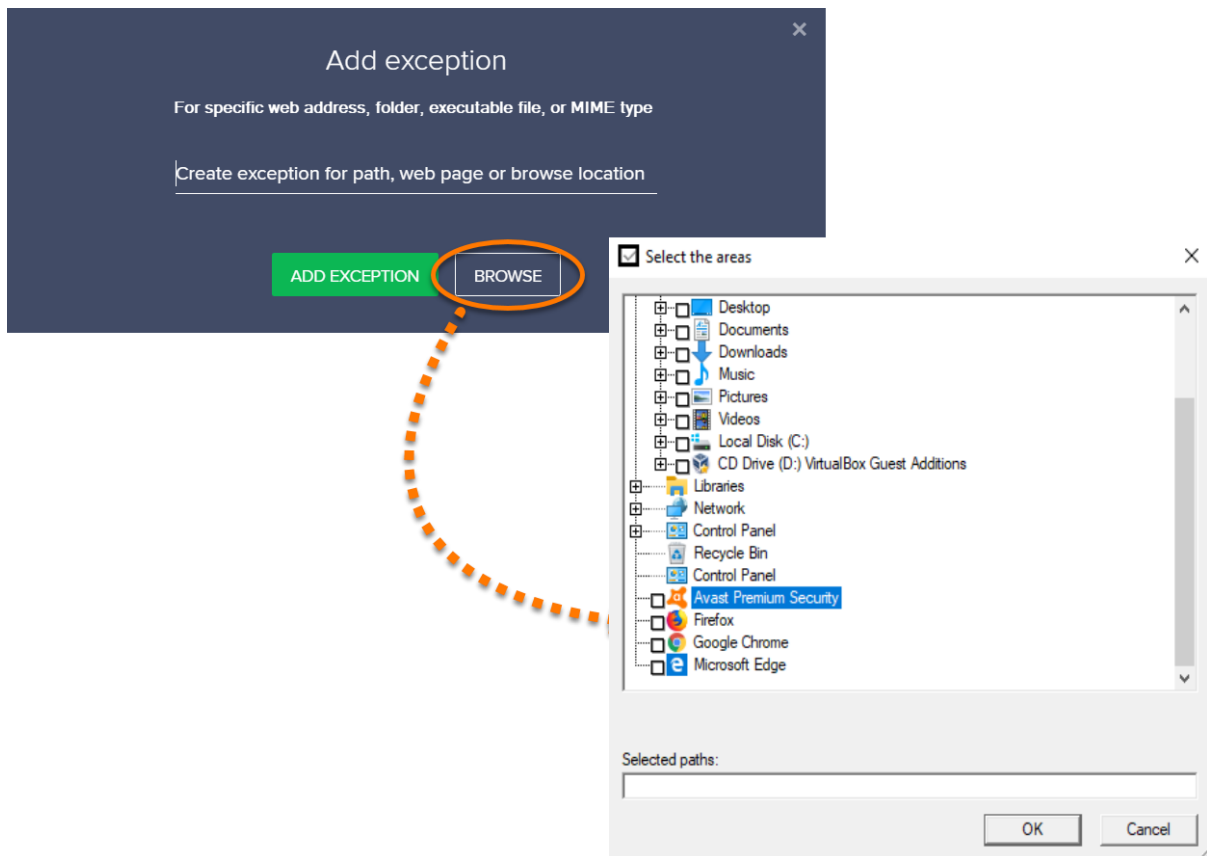 Add exception
For specific web address, folder, executable file, or MIME type
Create exception for path, web page or browse location
ADD EXCEPTION
BROWSE
Select the areas
Desktop
Documents
Downloads
Music
Pictures
Videos
Local Disk (C:)
CD Drive (D:) VirtualBox Guest Additions
Libraries
Network
Control Panel
Recycle Bin
Control Panel
Avast Premium Security
Firefox
Google Chrome
Microsoft Edge
Selected paths:
OK
Cancel